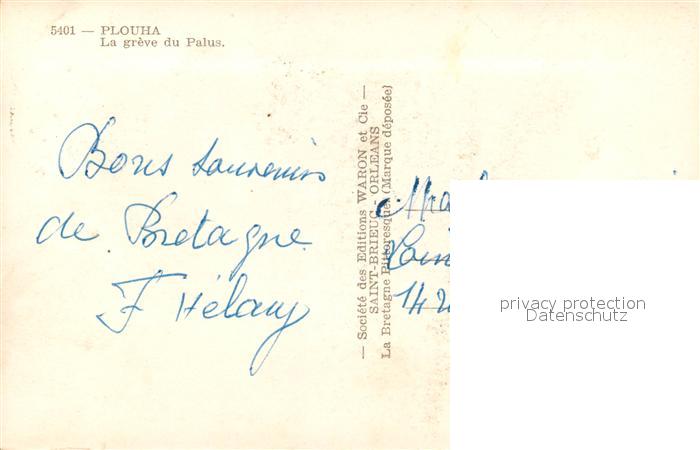 5401 — PLOUHA
La grève du Palus.
Bons souvenirs
de Bretagne
— Société des Editions WARON et Cie —
SAINT-BRIEUC - ORLEANS
La Bretagne Pittoresque. (Marque déposée)
privacy protection
Datenschutz